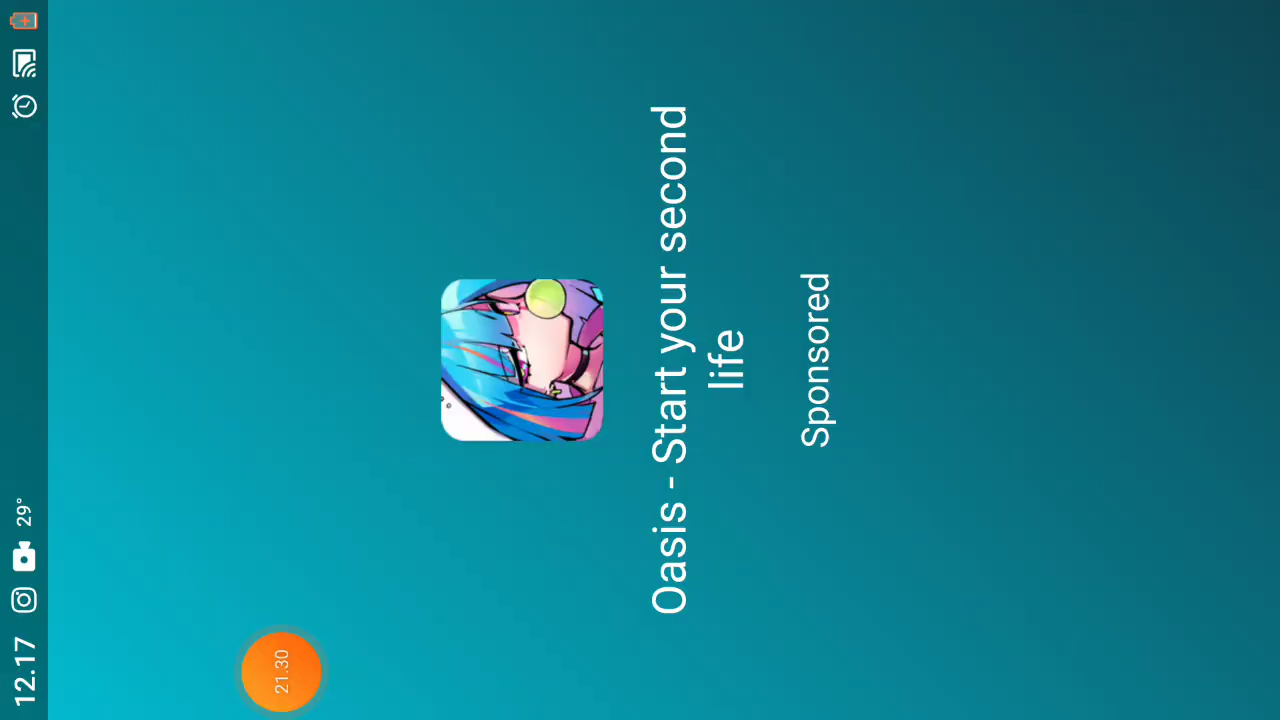 12.17 29°
21.30
Oasis - Start your second
life
Sponsored